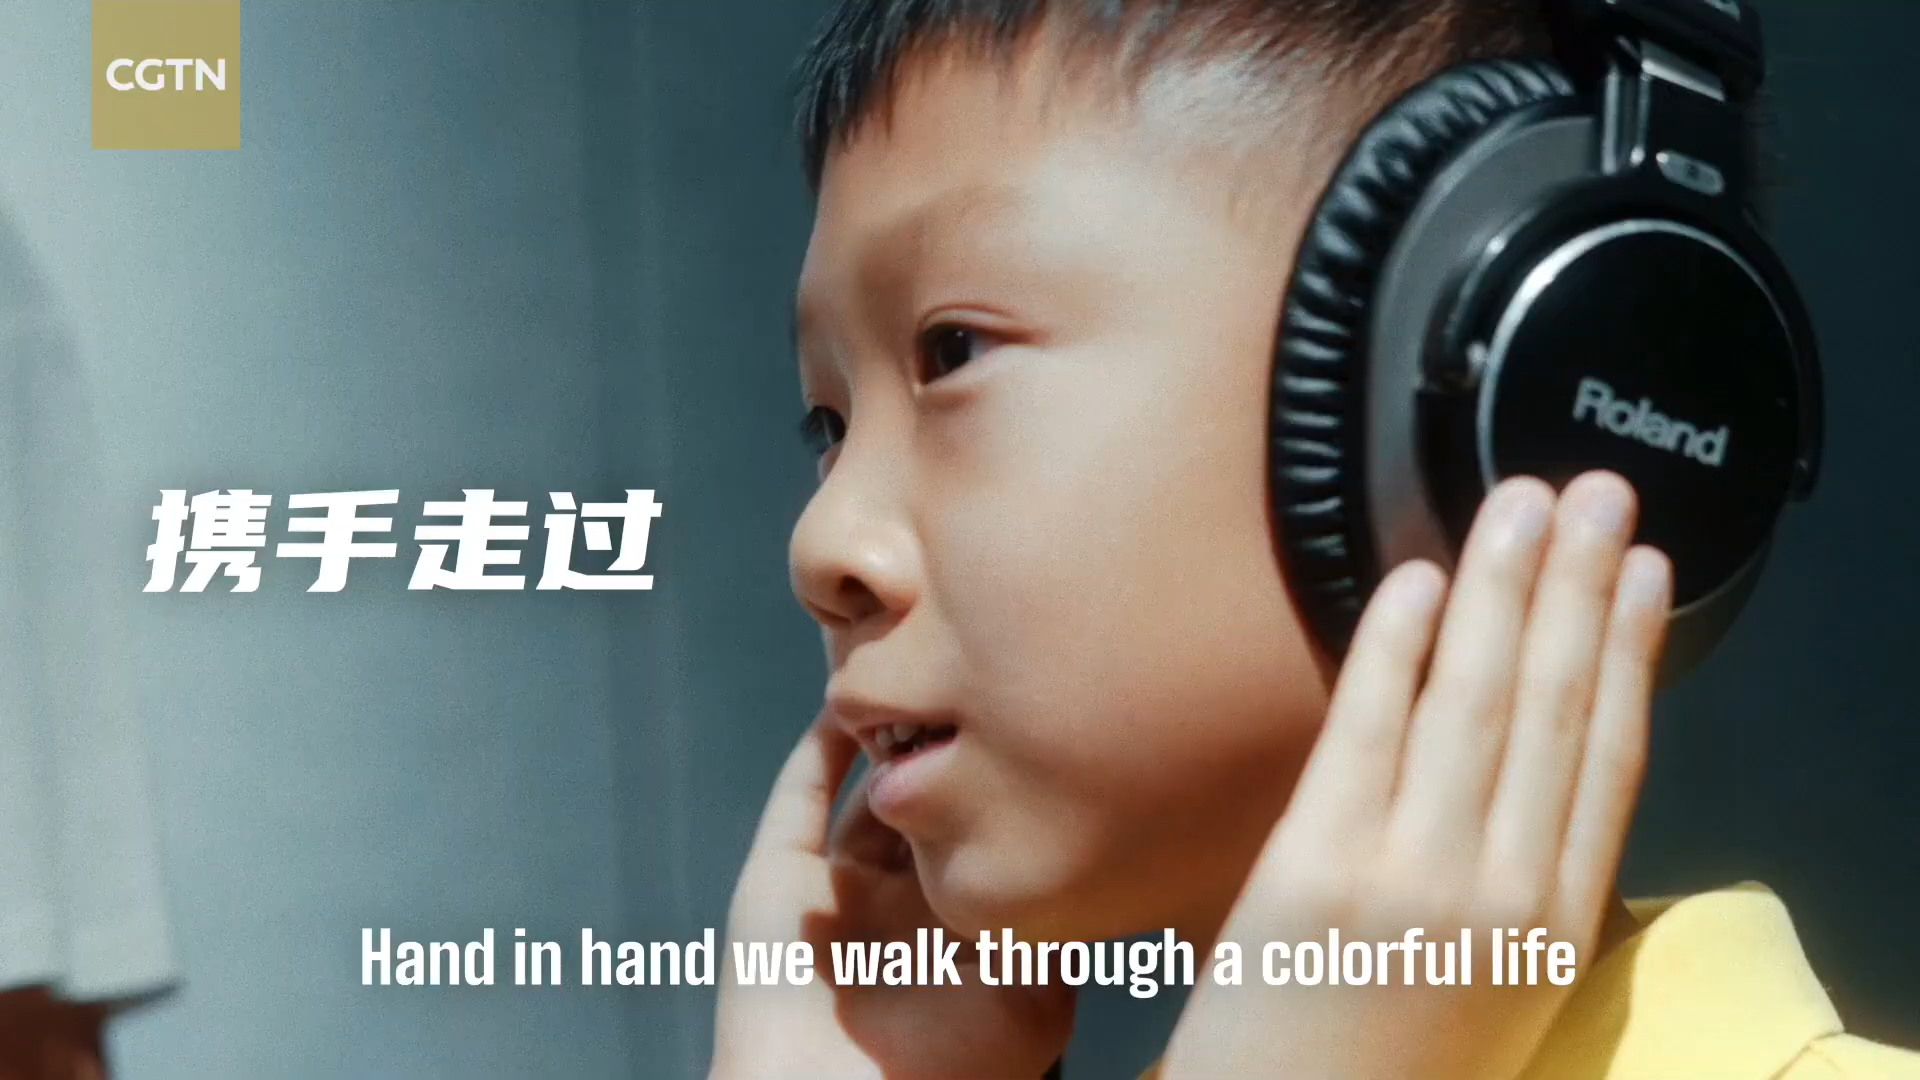 CGTN
Roland
携手走过
Hand in hand we walk through a colorful life